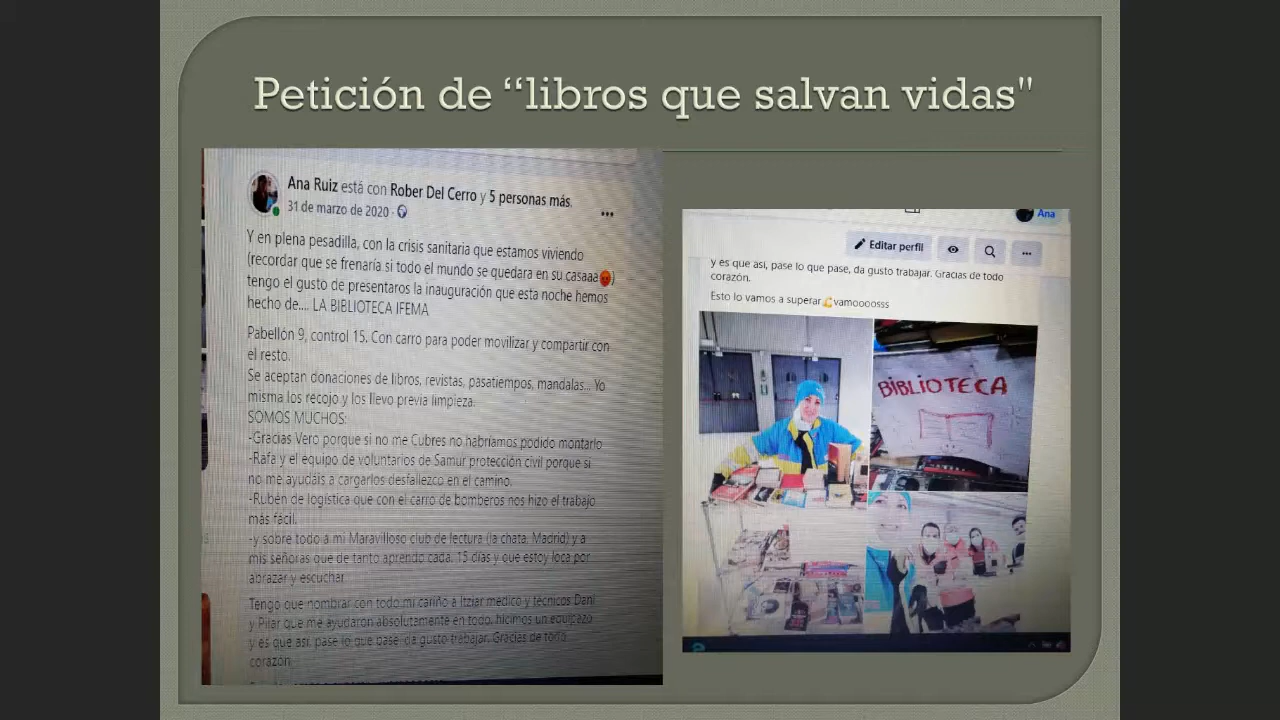 Petición de “libros que salvan vidas"
Ana Ruiz está con Rober Del Cerro y 5 personas más.
31 de marzo de 2020 ·
Y en plena pesadilla, con la crisis sanitaria que estamos viviendo
(recordar que se frenaría si todo el mundo se quedara en su casaaa😡)
tengo el gusto de presentaros la inauguración que esta noche hemos
hecho de.... LA BIBLIOTECA IFEMA
Pabellón 9, control 15. Con carro para poder movilizar y compartir con
el resto.
Se aceptan donaciones de libros, revistas, pasatiempos, mandalas... Yo
misma los recojo y los llevo previa limpieza.
SOMOS MUCHOS:
-Gracias Vero porque si no me Cubres no habríamos podido montarlo
-Rafa y el equipo de voluntarios de Samur protección civil porque si
no me ayudáis a cargarlos desfallezco en el camino.
-Rubén de logística que con el carro de bomberos nos hizo el trabajo
más fácil.
-y sobre todo a mi Maravilloso club de lectura (la chata, Madrid) y a
mis señoras que de tanto aprendo cada, 15 días y que estoy loca por
abrazar y escuchar
Tengo que nombrar con todo mi cariño a Itziar médico y técnicos Dani
y Pilar que me ayudaron absolutamente en todo, hicimos un equipazo
y es que así, pase lo que pase, da gusto trabajar. Gracias de todo
corazón
Ana
Editar perfil
y es que así, pase lo que pase, da gusto trabajar. Gracias de todo
corazón.
Esto lo vamos a superar💪vamoooosss
BIBLIOTECA